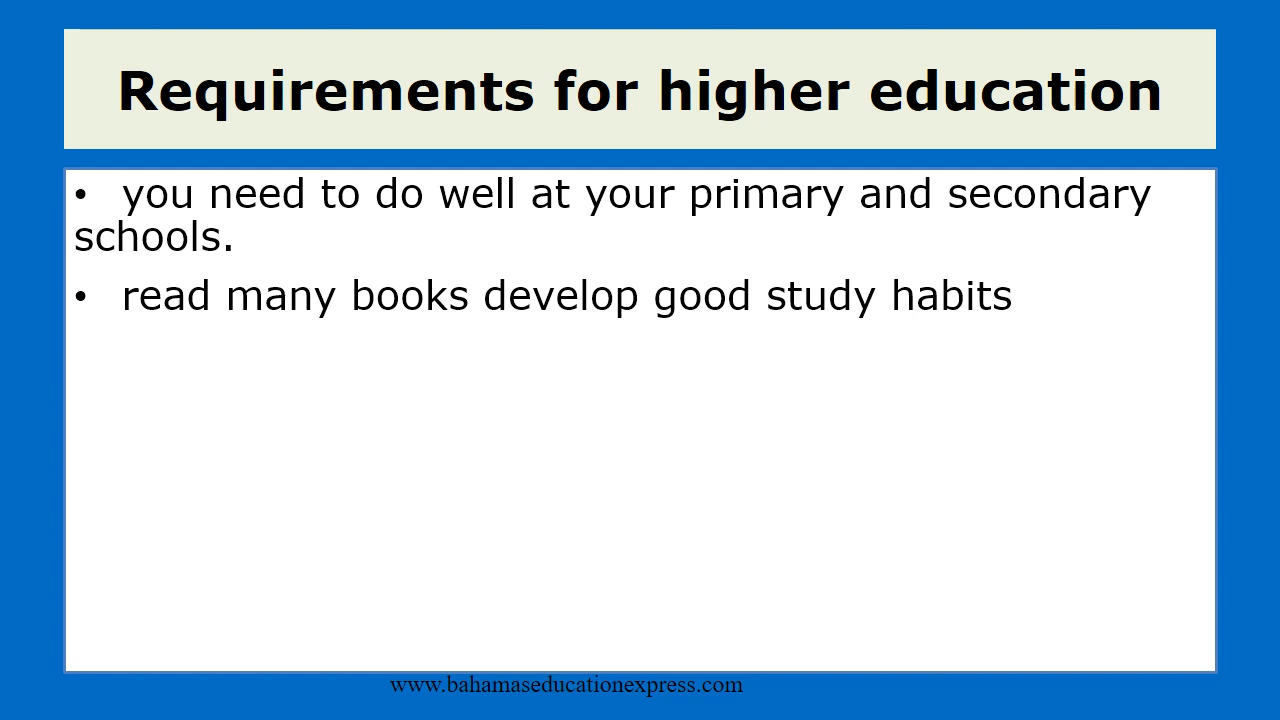 Requirements for higher education
• you need to do well at your primary and secondary
schools.
• read many books develop good study habits
www.bahamaseducationexpress.com